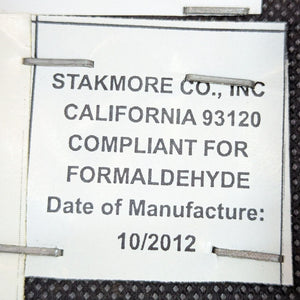 STAKMORE CO., INC
CALIFORNIA 93120
COMPLIANT FOR
FORMALDEHYDE
Date of Manufacture:
10/2012